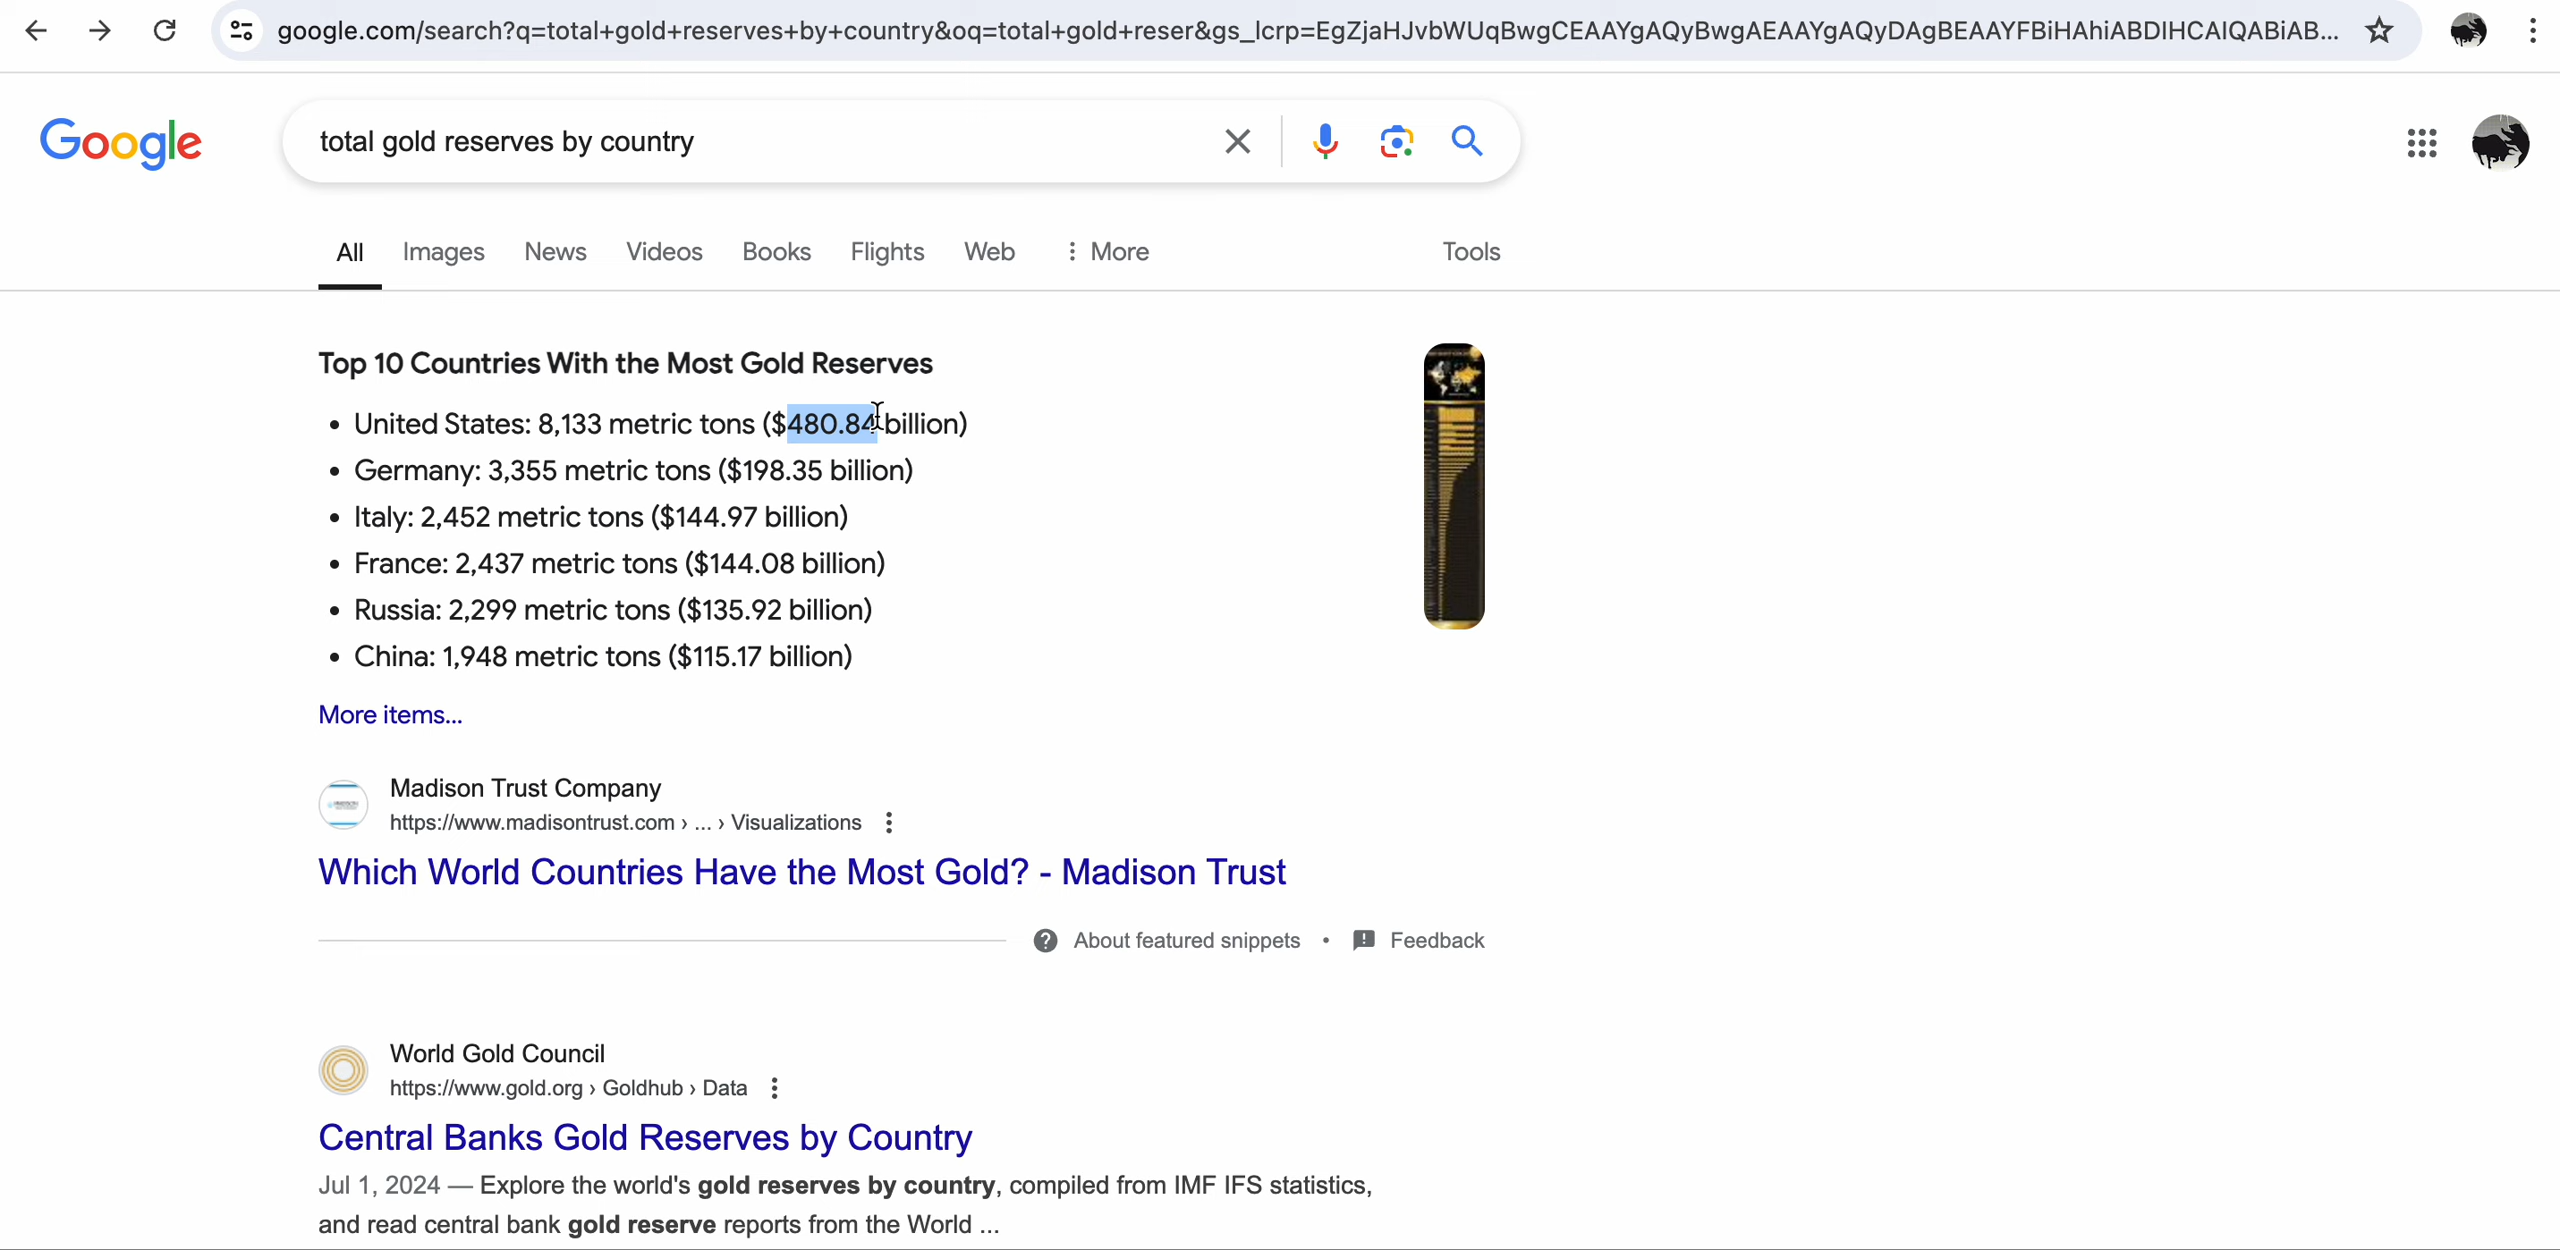 google.com/search?q=total+gold+reserves+by+country&oq=total+gold+reser&gs_lcrp=EgZjaHJvbWUqBwgCEAAYgAQyBwgAEAAYgAQyDAgBEAAYFBiHAhiABDIHCAIQABiAB...
Google
total gold reserves by country
All Images News Videos Books Flights Web More Tools
Top 10 Countries With the Most Gold Reserves
• United States: 8,133 metric tons ($480.84 billion)
• Germany: 3,355 metric tons ($198.35 billion)
• Italy: 2,452 metric tons ($144.97 billion)
• France: 2,437 metric tons ($144.08 billion)
• Russia: 2,299 metric tons ($135.92 billion)
• China: 1,948 metric tons ($115.17 billion)
More items...
Madison Trust Company
https://www.madisontrust.com › ... › Visualizations
Which World Countries Have the Most Gold? - Madison Trust
About featured snippets • Feedback
World Gold Council
https://www.gold.org › Goldhub › Data
Central Banks Gold Reserves by Country
Jul 1, 2024 — Explore the world's gold reserves by country, compiled from IMF IFS statistics,
and read central bank gold reserve reports from the World ...